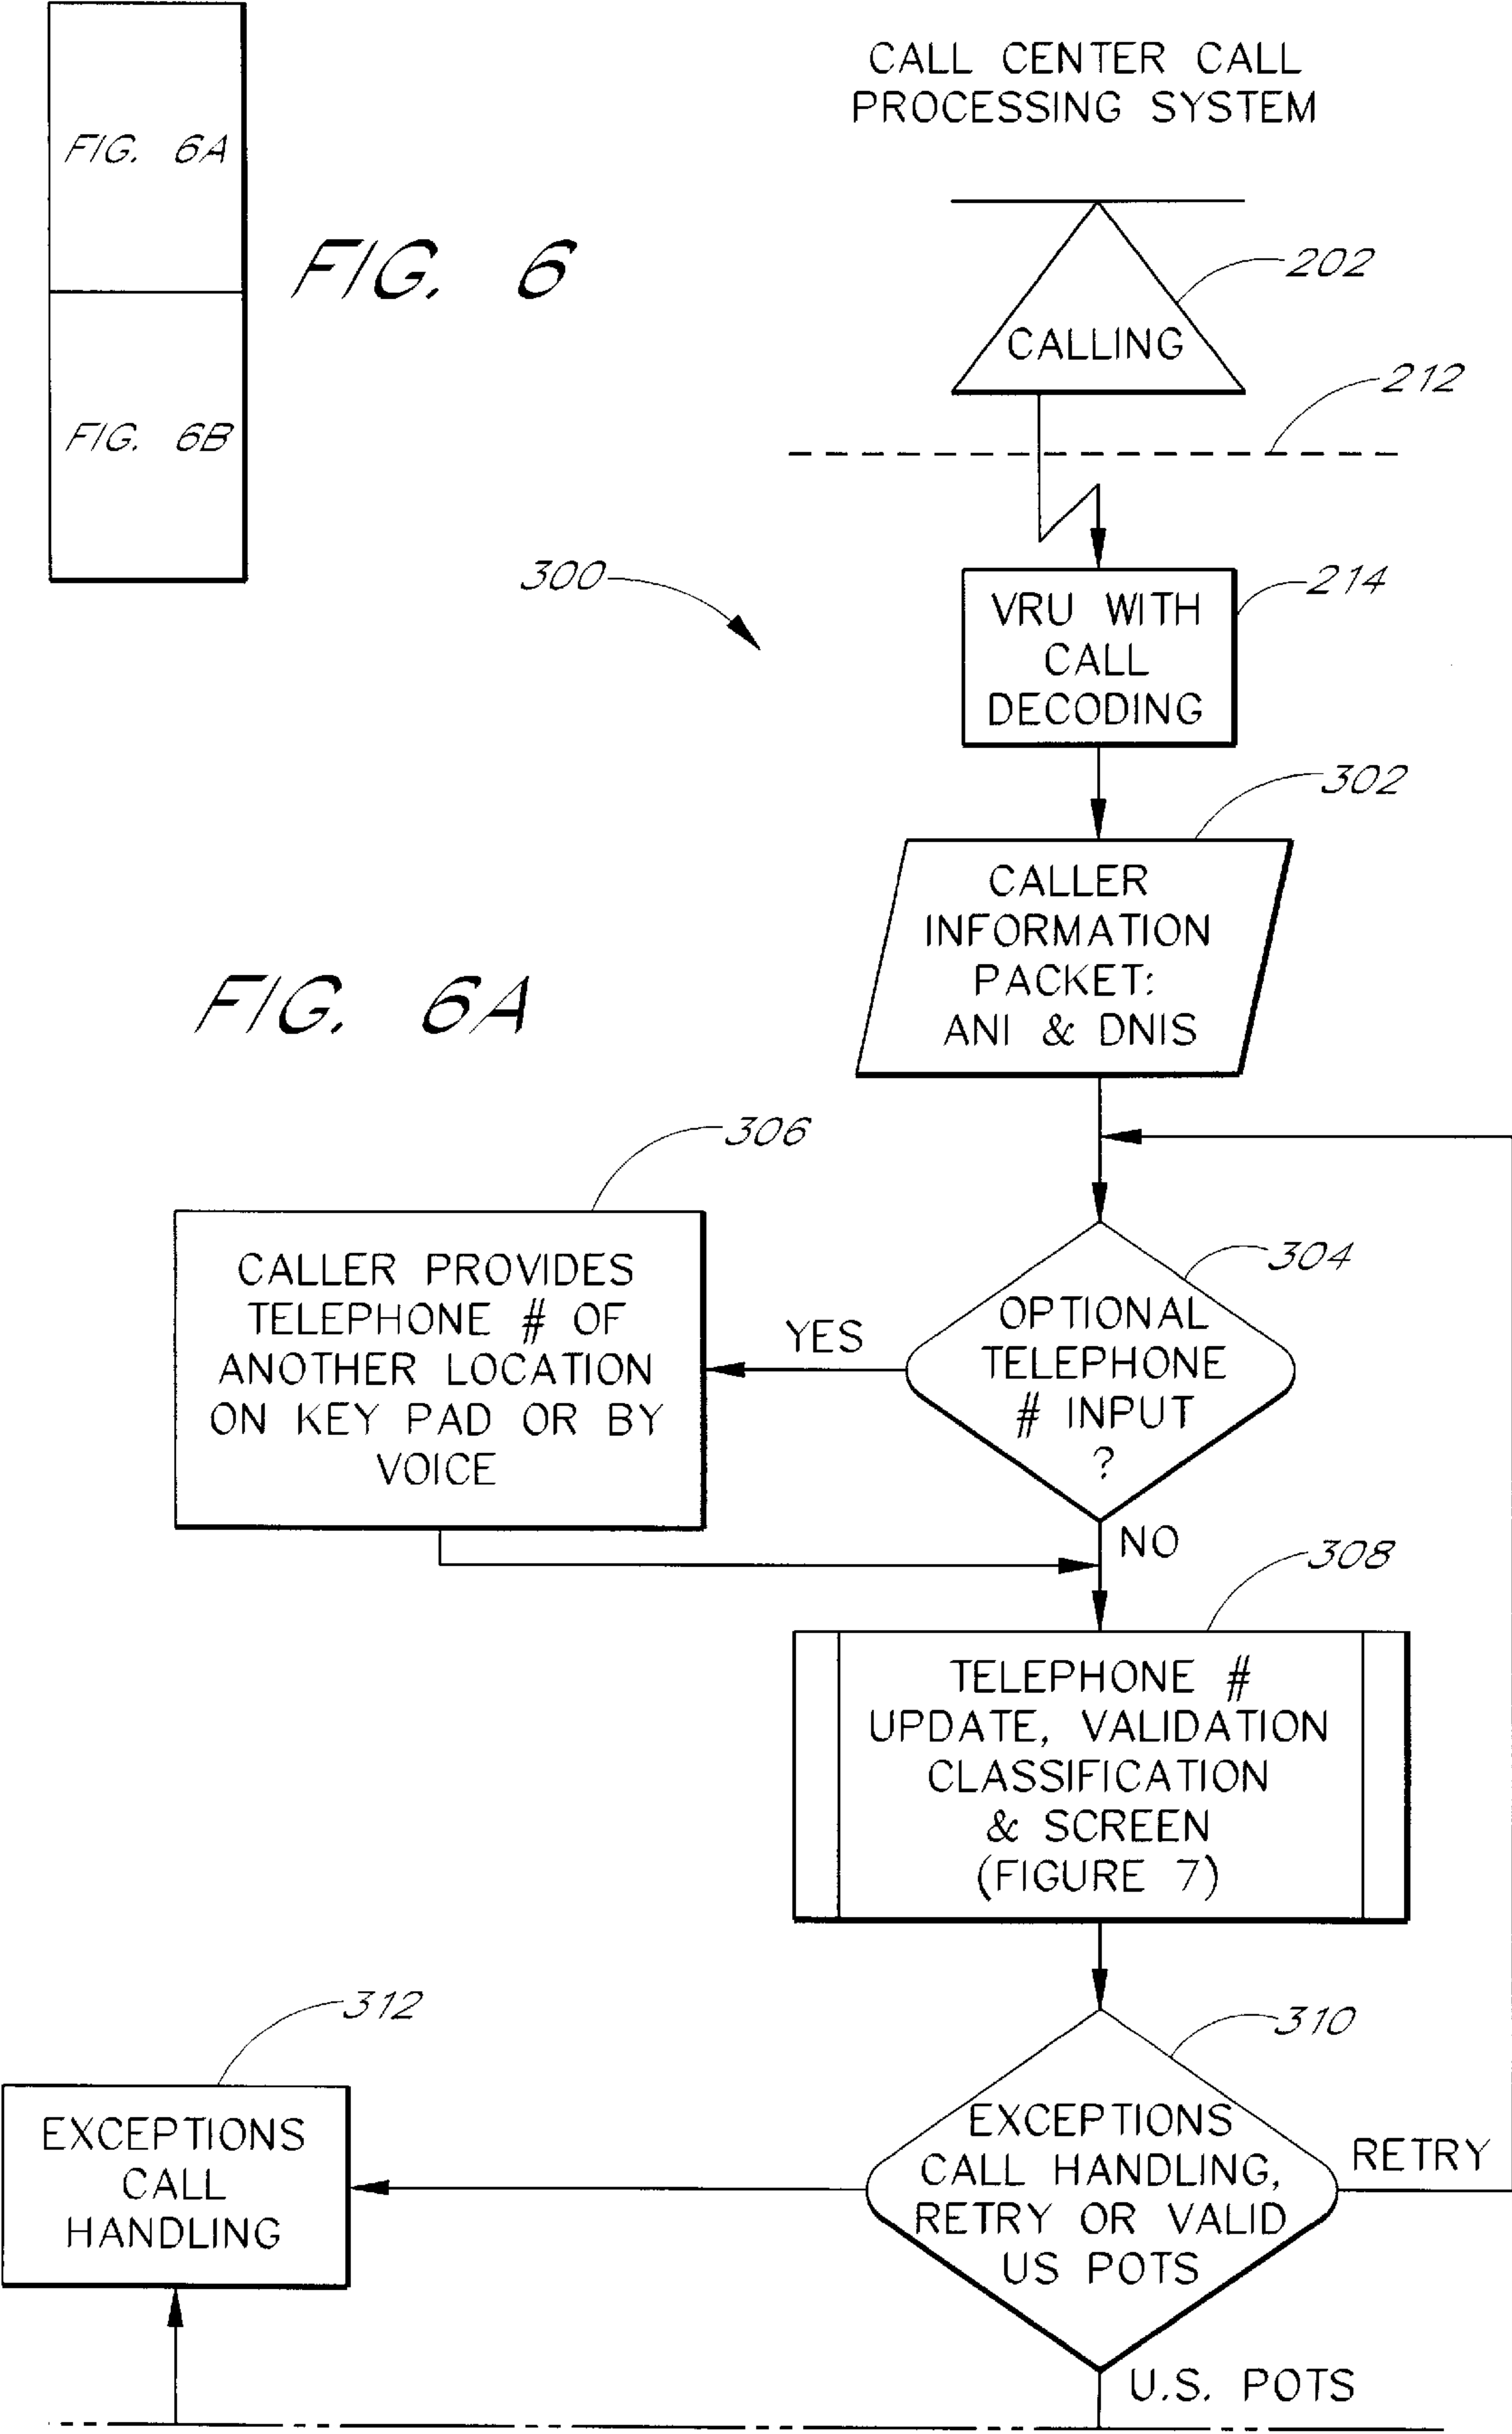 CALL CENTER CALL
PROCESSING SYSTEM
FIG. 6A
FIG. 6
FIG. 6B
202
CALLING
212
300
214
VRU WITH
CALL
DECODING
302
CALLER
INFORMATION
PACKET:
ANI & DNIS
FIG. 6A
306
CALLER PROVIDES
TELEPHONE # OF
ANOTHER LOCATION
ON KEY PAD OR BY
VOICE
304
OPTIONAL
TELEPHONE
# INPUT
?
YES
NO
308
TELEPHONE #
UPDATE, VALIDATION
CLASSIFICATION
& SCREEN
(FIGURE 7)
312
EXCEPTIONS
CALL
HANDLING
310
EXCEPTIONS
CALL HANDLING,
RETRY OR VALID
US POTS
RETRY
U.S. POTS